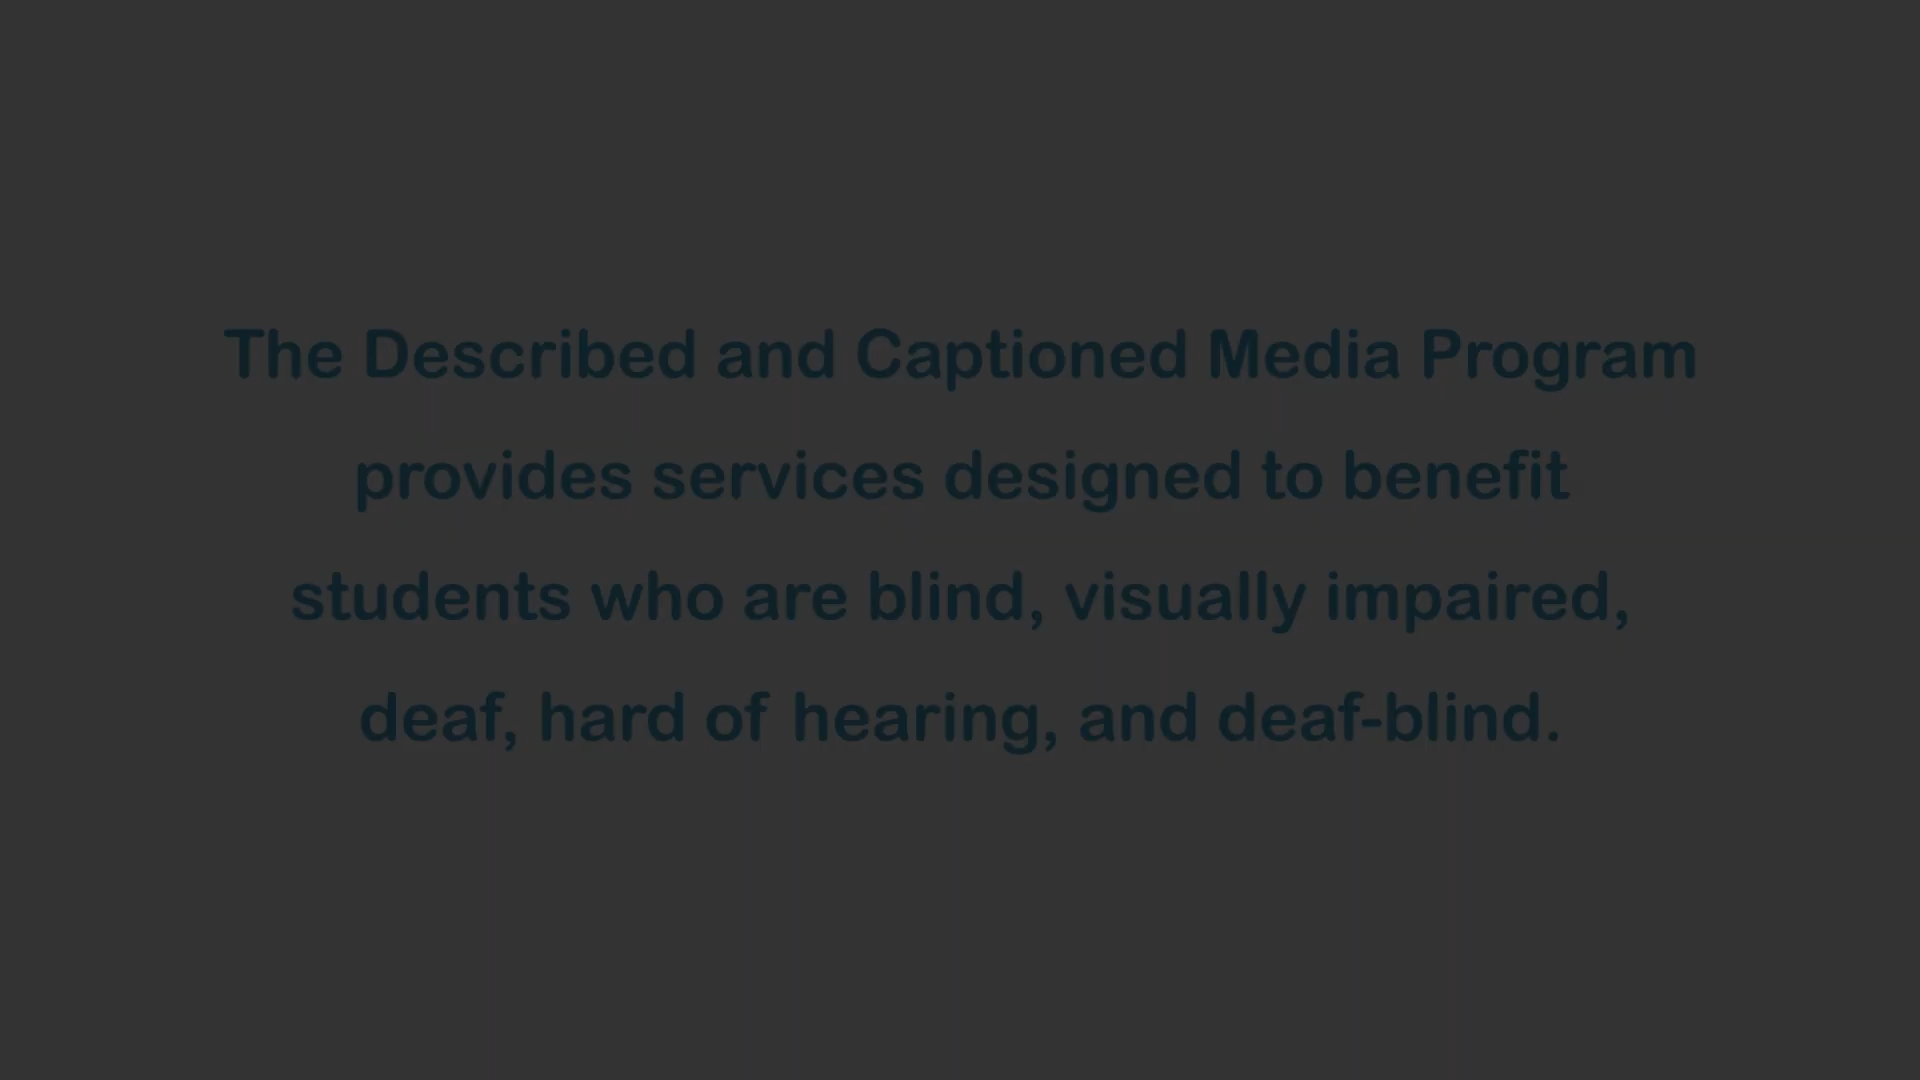 The Described and Captioned Media Program
provides services designed to benefit
students who are blind, visually impaired,
deaf, hard of hearing, and deaf-blind.